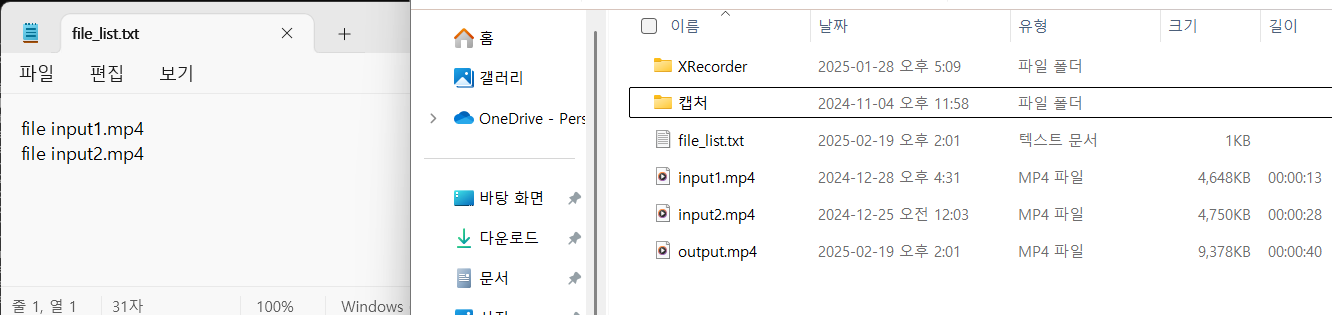 file_list.txt
파일 편집 보기
file input1.mp4
file input2.mp4
줄 1, 열 1 31자 100% Windows
홈
갤러리
OneDrive - Pers
바탕 화면
다운로드
문서
이름 날짜 유형 크기 길이
XRecorder 2025-01-28 오후 5:09 파일 폴더
캡처 2024-11-04 오후 11:58 파일 폴더
file_list.txt 2025-02-19 오후 2:01 텍스트 문서 1KB
input1.mp4 2024-12-28 오후 4:31 MP4 파일 4,648KB 00:00:13
input2.mp4 2024-12-25 오전 12:03 MP4 파일 4,750KB 00:00:28
output.mp4 2025-02-19 오후 2:01 MP4 파일 9,378KB 00:00:40